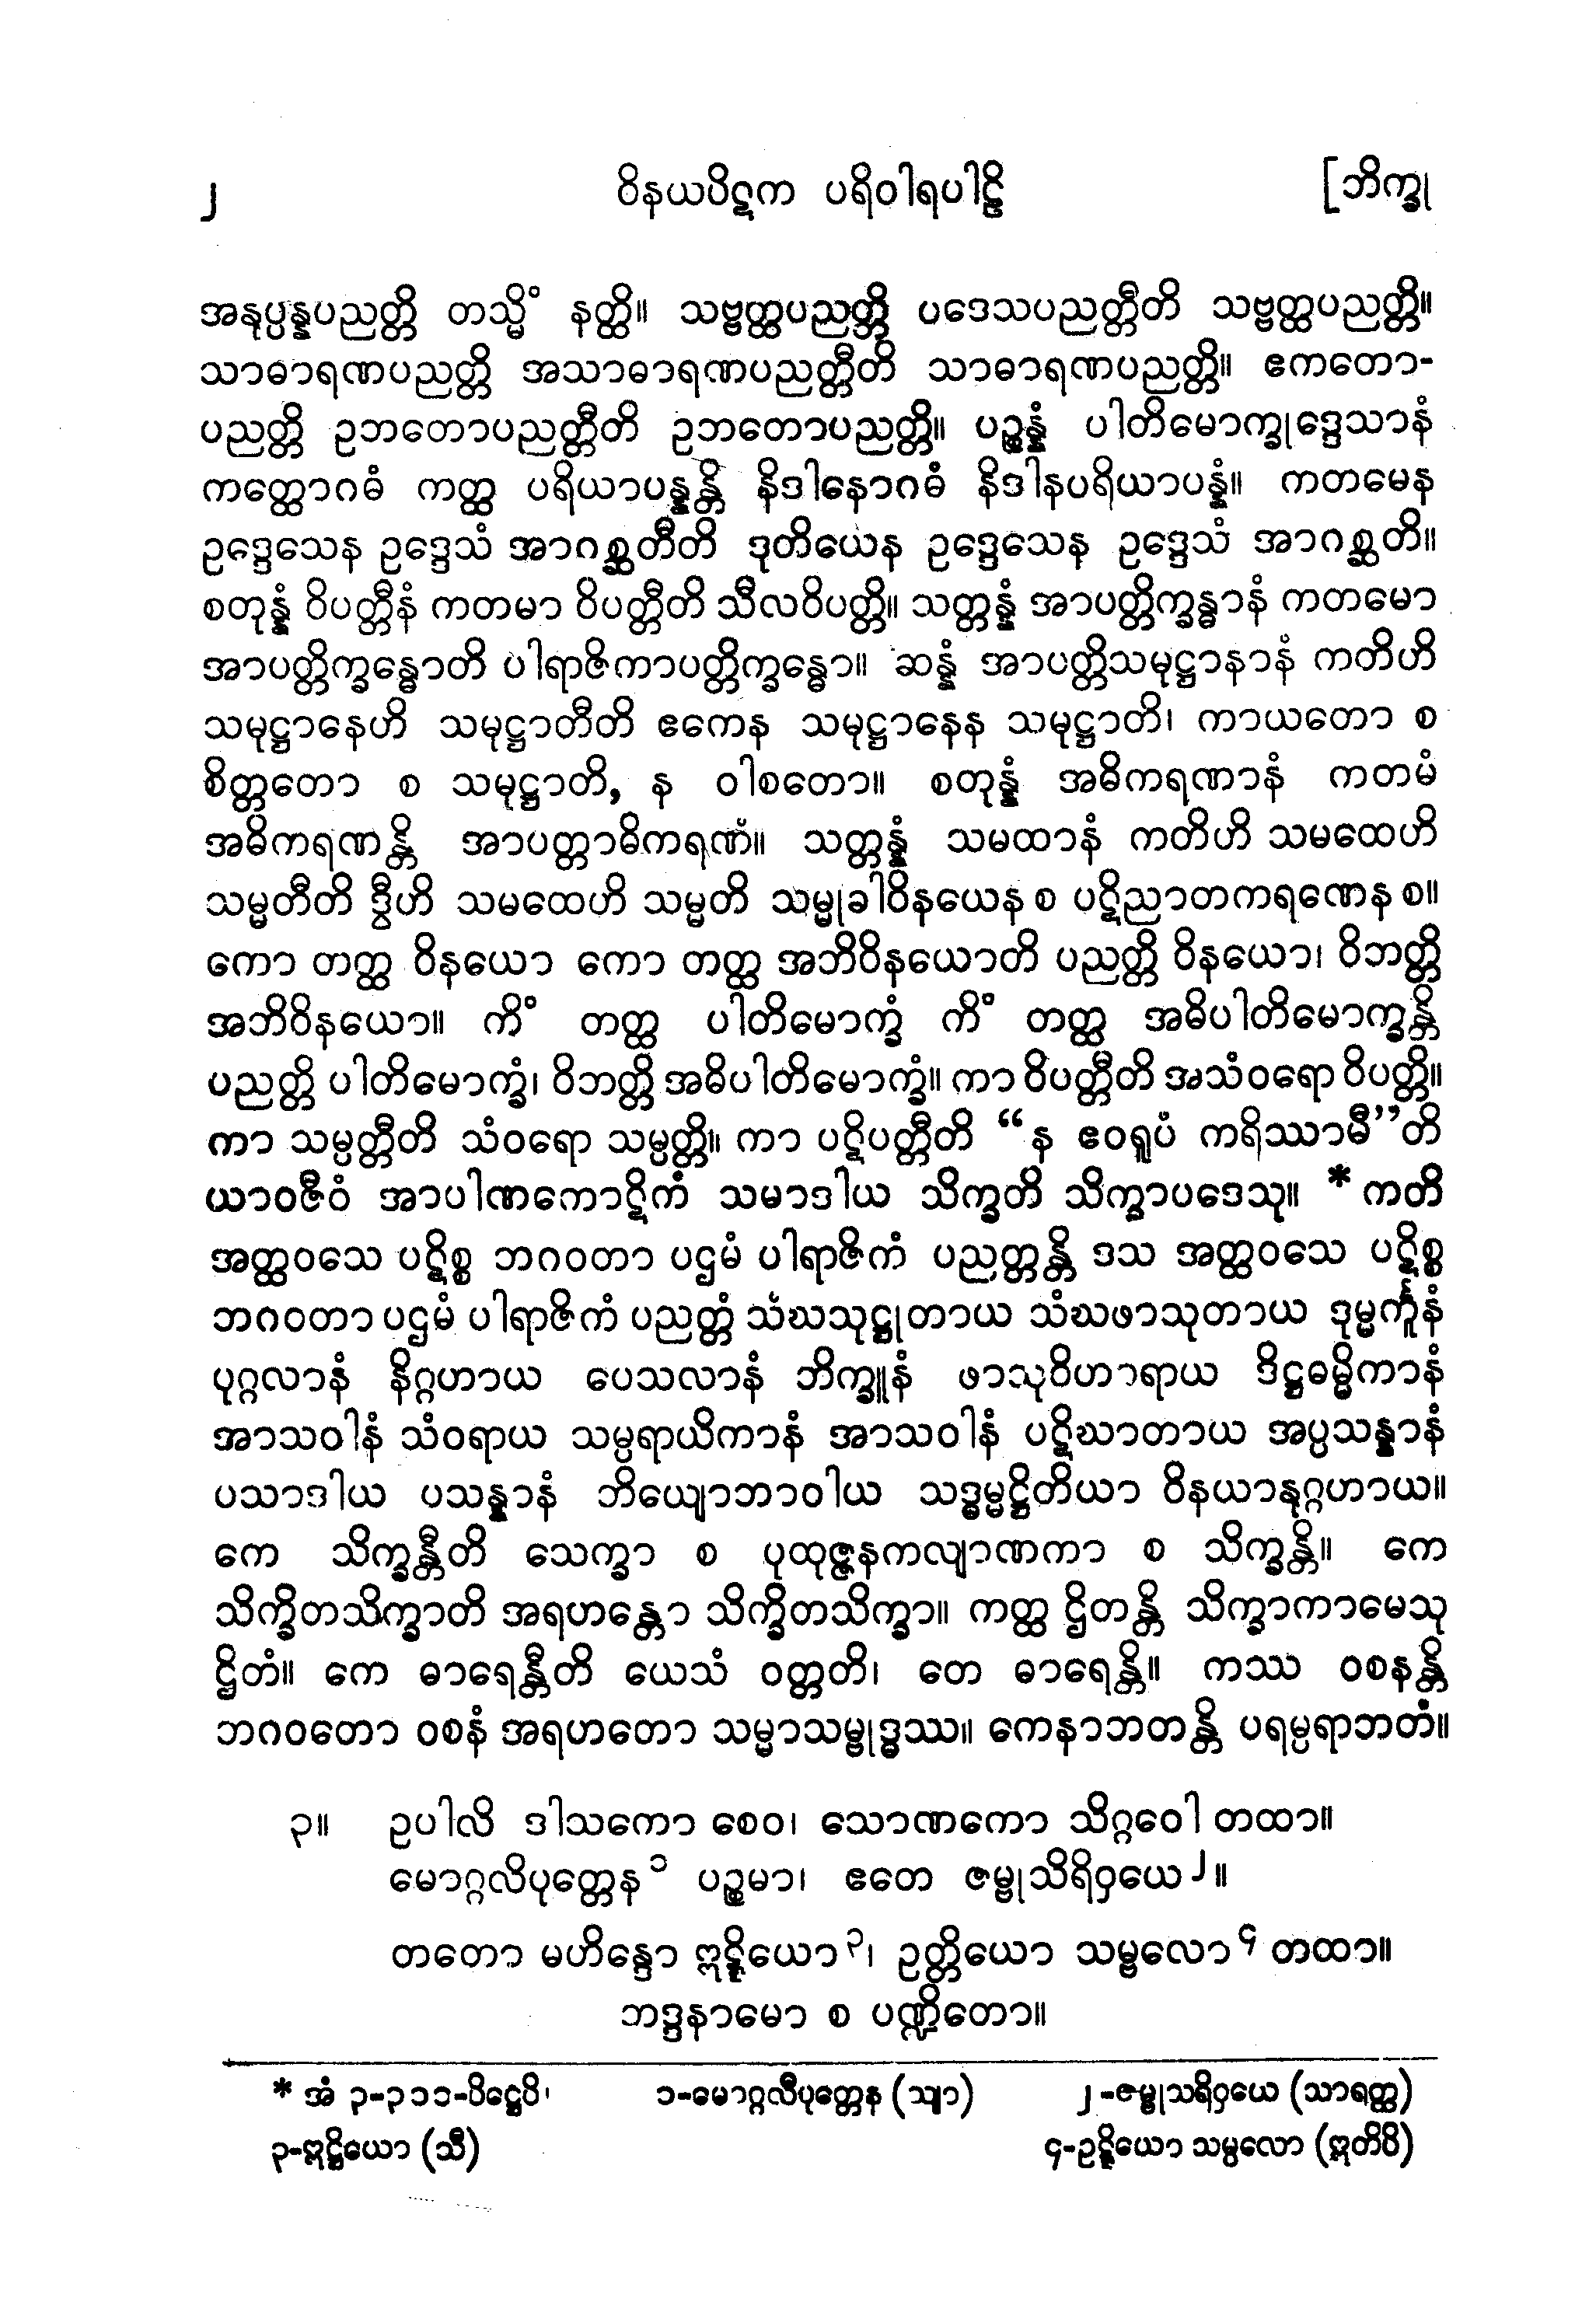 ၂ ဝိနယပိဋက ပရိဝါရပါဠိ [ဘိက္ခု
အနုပ္ပန္နပညတ္တိ တသ္မိံ နတ္ထိ။ သဗ္ဗတ္ထပညတ္တိ ပဒေသပညတ္တီတိ သဗ္ဗတ္ထပညတ္တိ။
သာဓာရဏပညတ္တိ အသာဓာရဏပညတ္တီတိ သာဓာရဏပညတ္တိ။ ဧကတော-
ပညတ္တိ ဥဘတောပညတ္တီတိ ဥဘတောပညတ္တိ။ ပဉ္စန္နံ ပါတိမောက္ခုဒ္ဒေသာနံ
ကတ္ထောဂဓံ ကတ္ထ ပရိယာပန္နန္တိ နိဒါနောဂဓံ နိဒါနပရိယာပန္နံ။ ကတမေန
ဥဒ္ဒေသေန ဥဒ္ဒေသံ အာဂစ္ဆတီတိ ဒုတိယေန ဥဒ္ဒေသေန ဥဒ္ဒေသံ အာဂစ္ဆတိ။
စတုန္နံ ဝိပတ္တီနံ ကတမာ ဝိပတ္တီတိ သီလဝိပတ္တိ။ သတ္တန္နံ အာပတ္တိက္ခန္ဓာနံ ကတမော
အာပတ္တိက္ခန္ဓောတိ ပါရာဇိကာပတ္တိက္ခန္ဓော။ ဆန္နံ အာပတ္တိသမုဋ္ဌာနာနံ ကတိဟိ
သမုဋ္ဌာနေဟိ သမုဋ္ဌာတီတိ ဧကေန သမုဋ္ဌာနေန သမုဋ္ဌာတိ၊ ကာယတော စ
စိတ္တတော စ သမုဋ္ဌာတိ, န ဝါစတော။ စတုန္နံ အဓိကရဏာနံ ကတမံ
အဓိကရဏန္တိ အာပတ္တာဓိကရဏံ။ သတ္တန္နံ သမထာနံ ကတိဟိ သမထေဟိ
သမ္မတီတိ ဒွီဟိ သမထေဟိ သမ္မတိ သမ္မုခါဝိနယေန စ ပဋိညာတကရဏေန စ။
ကော တတ္ထ ဝိနယော ကော တတ္ထ အဘိဝိနယောတိ ပညတ္တိ ဝိနယော၊ ဝိဘတ္တိ
အဘိဝိနယော။ ကိံ တတ္ထ ပါတိမောက္ခံ ကိံ တတ္ထ အဓိပါတိမောက္ခန္တိ
ပညတ္တိ ပါတိမောက္ခံ၊ ဝိဘတ္တိ အဓိပါတိမောက္ခံ။ ကာ ဝိပတ္တီတိ အသံဝရော ဝိပတ္တိ။
ကာ သမ္ပတ္တီတိ သံဝရော သမ္ပတ္တိ။ ကာ ပဋိပတ္တီတိ “န ဧဝရူပံ ကရိဿာမီ”တိ
ယာဝဇီဝံ အာပါဏကောဋိကံ သမာဒါယ သိက္ခတိ သိက္ခာပဒေသု။ * ကတိ
အတ္ထဝသေ ပဋိစ္စ ဘဂဝတာ ပဌမံ ပါရာဇိကံ ပညတ္တန္တိ ဒသ အတ္ထဝသေ ပဋိစ္စ
ဘဂဝတာ ပဌမံ ပါရာဇိကံ ပညတ္တံ သံဃသုဋ္ဌုတာယ သံဃဖာသုတာယ ဒုမ္မင်္ကူနံ
ပုဂ္ဂလာနံ နိဂ္ဂဟာယ ပေသလာနံ ဘိက္ခူနံ ဖာသုဝိဟာရာယ ဒိဋ္ဌဓမ္မိကာနံ
အာသဝါနံ သံဝရာယ သမ္ပရာယိကာနံ အာသဝါနံ ပဋိဃာတာယ အပ္ပသန္နာနံ
ပသာဒါယ ပသန္နာနံ ဘိယျောဘာဝါယ သဒ္ဓမ္မဋ္ဌိတိယာ ဝိနယာနုဂ္ဂဟာယ။
ကေ သိက္ခန္တီတိ သေက္ခာ စ ပုထုဇ္ဇနကလျာဏကာ စ သိက္ခန္တိ။ ကေ
သိက္ခိတသိက္ခာတိ အရဟန္တော သိက္ခိတသိက္ခာ။ ကတ္ထ ဌိတန္တိ သိက္ခာကာမေသု
ဌိတံ။ ကေ ဓာရေန္တီတိ ယေသံ ဝတ္တတိ၊ တေ ဓာရေန္တိ။ ကဿ ဝစနန္တိ
ဘဂဝတော ဝစနံ အရဟတော သမ္မာသမ္ဗုဒ္ဓဿ။ ကေနာဘတန္တိ ပရမ္ပရာဘတံ။
၃။ ဥပါလိ ဒါသကော စေဝ၊ သောဏကော သိဂ္ဂဝေါ တထာ။
မောဂ္ဂလိပုတ္တေန ၁ ပဉ္စမာ၊ ဧတေ ဇမ္ဗုသိရိဝှယေ ၂။
တတော မဟိန္ဒော ဣဋ္ဋိယော ၃၊ ဥတ္တိယော သမ္ဗလော ၄ တထာ။
ဘဒ္ဒနာမော စ ပဏ္ဍိတော။
* အံ ၃-၃၁၁-ပိဋ္ဌေပိ၊ ၁-မောဂ္ဂလီပုတ္တေန (သျာ) ၂-ဇမ္ဗုသရိဝှယေ (သာရတ္ထ)
၃-ဣဋ္ဌိယော (သီ) ၄-ဥဋ္ဋိယော သမ္ပလော (ဣတိပိ)